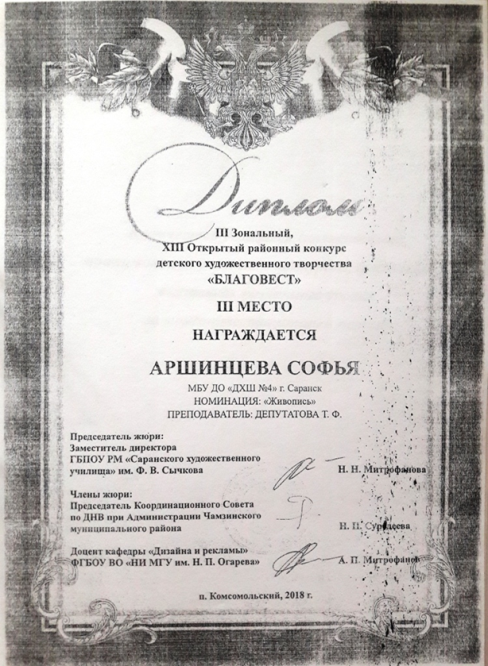 Диплом
III Зональный,
XIII Открытый районный конкурс
детского художественного творчества
«БЛАГОВЕСТ»
III МЕСТО
НАГРАЖДАЕТСЯ
АРШИНЦЕВА СОФЬЯ
МБУ ДО «ДХШ №4» г. Саранск
НОМИНАЦИЯ: «Живопись»
ПРЕПОДАВАТЕЛЬ: ДЕПУТАТОВА Т. Ф.
Председатель жюри:
Заместитель директора
ГБПОУ РМ «Саранского художественного
училища» им. Ф. В. Сычкова
Н. Н. Митрофанова
Члены жюри:
Председатель Координационного Совета
по ДНВ при Администрации Чамзинского
муниципального района
Н. П.
Доцент кафедры «Дизайна и рекламы»
ФГБОУ ВО «НИ МГУ им. Н. П. Огарева»
А. П. Митрофанов
п. Комсомольский, 2018 г.